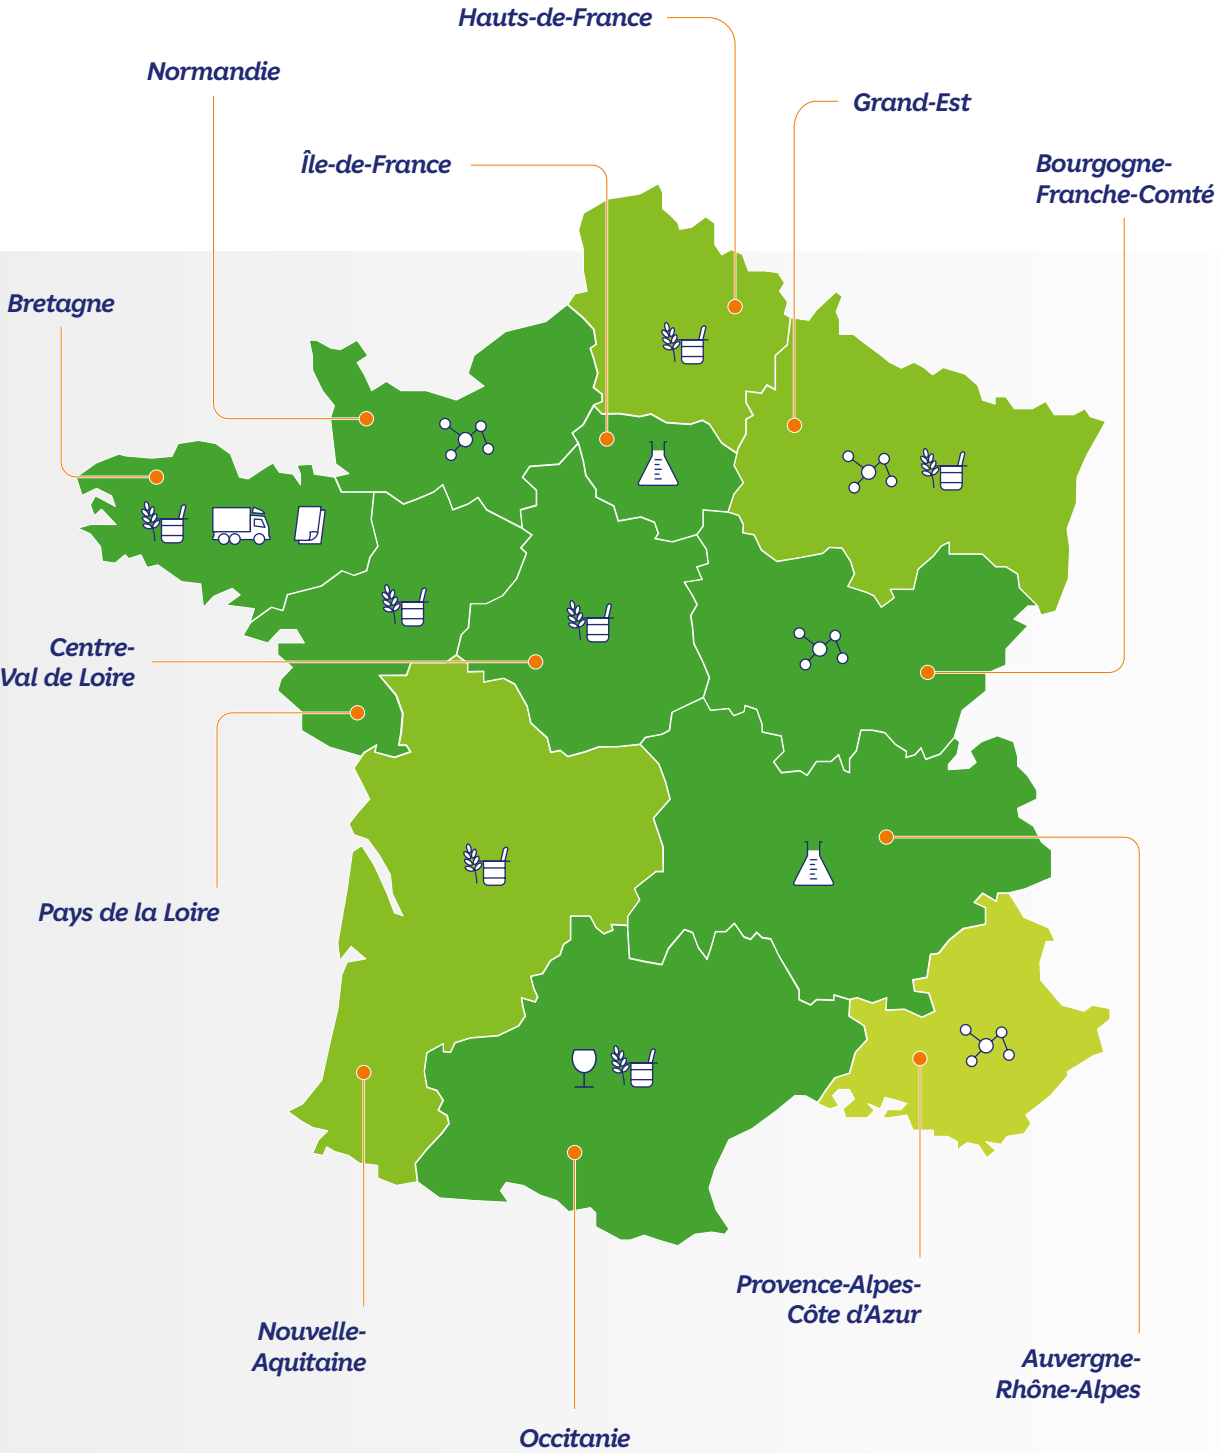 Hauts-de-France
Normandie
Grand-Est
Île-de-France
Bourgogne-
Franche-Comté
Bretagne
Centre-
Val de Loire
Pays de la Loire
Provence-Alpes-
Côte d’Azur
Nouvelle-
Aquitaine
Auvergne-
Rhône-Alpes
Occitanie